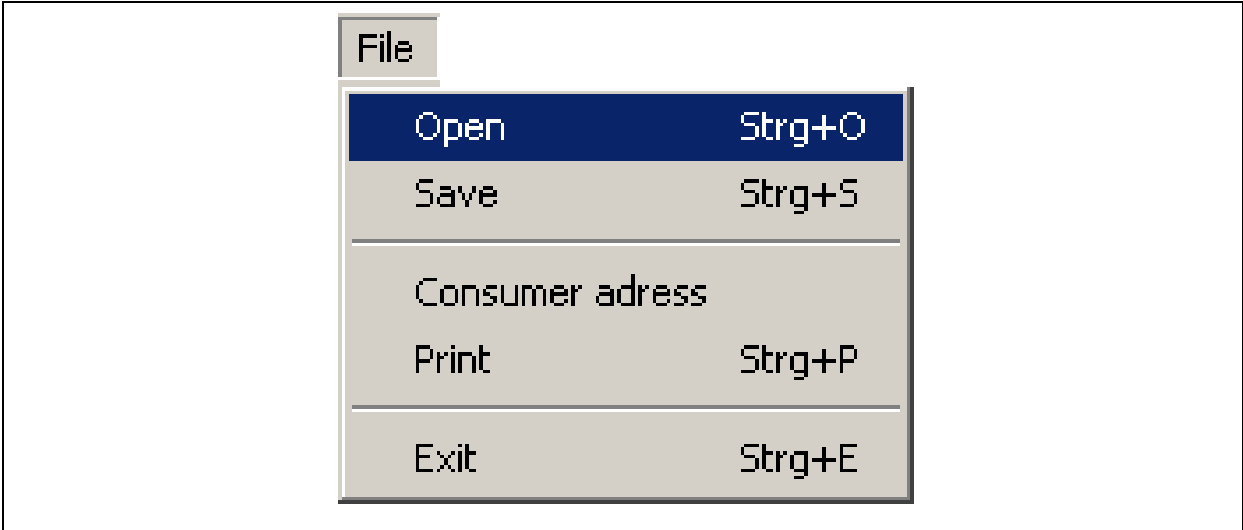 File
Open Strg+O
Save Strg+S
Consumer adress
Print Strg+P
Exit Strg+E